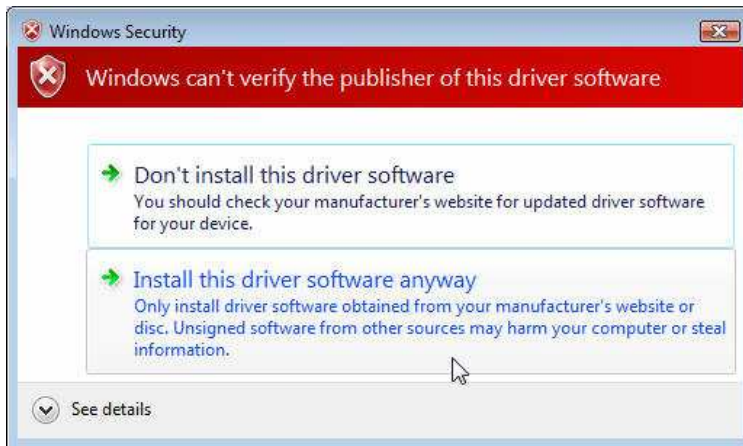 Windows Security
Windows can't verify the publisher of this driver software
Don't install this driver software
You should check your manufacturer's website for updated driver software
for your device.
Install this driver software anyway
Only install driver software obtained from your manufacturer's website or
disc. Unsigned software from other sources may harm your computer or steal
information.
See details